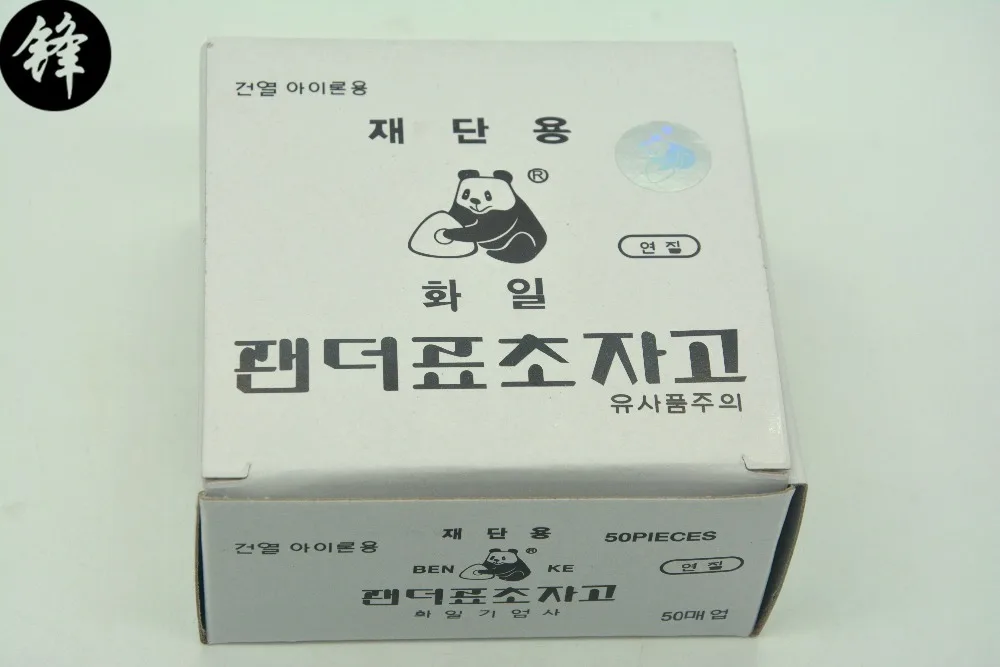 鋒
건열 아이론용
재 단 용
®
연 질
화 일
팬더표초자고
유사품주의
재 단 용
50PIECES
건열 아이론용
®
BEN KE
연 질
팬더표초자고
화 일 기 업 사
50매입